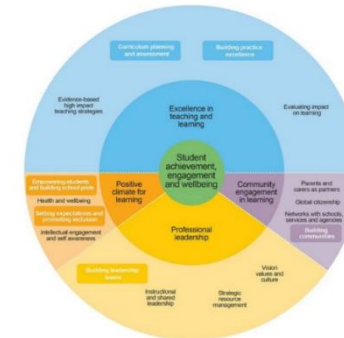 Curriculum planning
and assessment
Building practice
excellence
Evidence-based
high impact
teaching strategies
Excellence in
teaching and
learning
Evaluating impact
on learning
Student
achievement,
engagement
and wellbeing
Empowering students
and building school pride
Health and wellbeing
Setting expectations and
promoting inclusion
Intellectual engagement
and self awareness
Positive
climate for
learning
Community
engagement
in learning
Parents and
carers as partners
Global citizenship
Networks with schools,
services and agencies
Building
communities
Professional
leadership
Building leadership
teams
Instructional
and shared
leadership
Strategic
resource
management
Vision
values and
culture